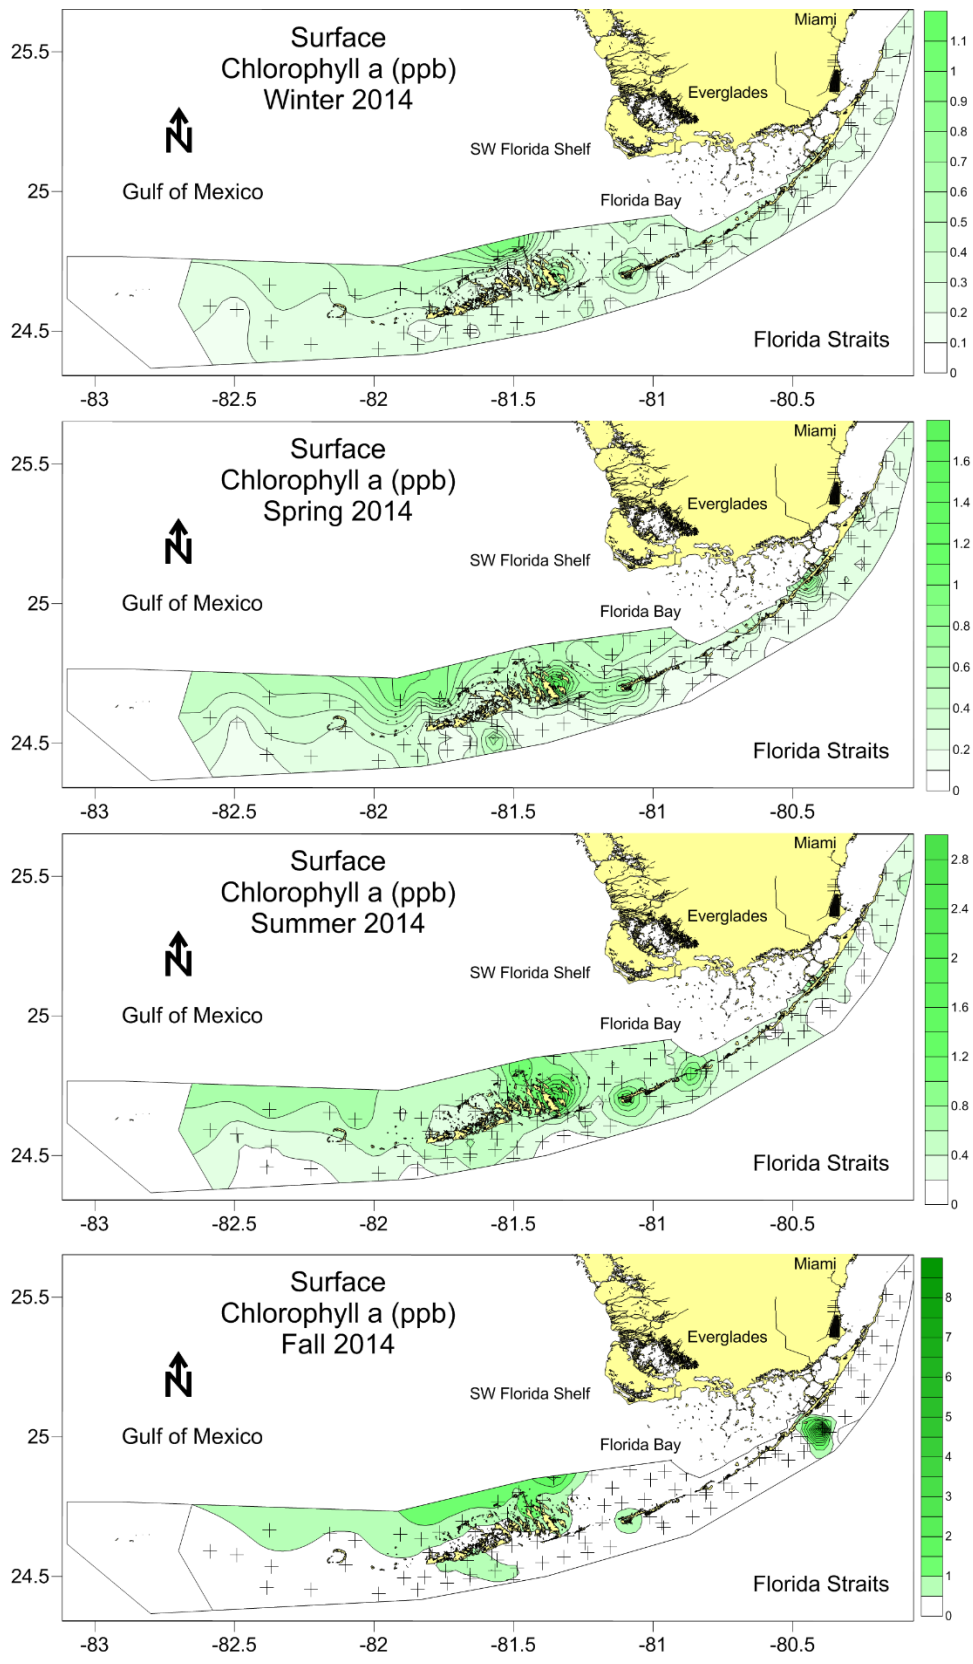 Surface
Chlorophyll a (ppb)
Winter 2014
N
Gulf of Mexico
Miami
Everglades
SW Florida Shelf
Florida Bay
Florida Straits
25.5
25
24.5
-83 -82.5 -82 -81.5 -81 -80.5
1.1
1
0.9
0.8
0.7
0.6
0.5
0.4
0.3
0.2
0.1
0
Surface
Chlorophyll a (ppb)
Spring 2014
N
Gulf of Mexico
Miami
Everglades
SW Florida Shelf
Florida Bay
Florida Straits
25.5
25
24.5
-83 -82.5 -82 -81.5 -81 -80.5
1.6
1.4
1.2
1
0.8
0.6
0.4
0.2
0
Surface
Chlorophyll a (ppb)
Summer 2014
N
Gulf of Mexico
Miami
Everglades
SW Florida Shelf
Florida Bay
Florida Straits
25.5
25
24.5
-83 -82.5 -82 -81.5 -81 -80.5
2.8
2.4
2
1.6
1.2
0.8
0.4
0
Surface
Chlorophyll a (ppb)
Fall 2014
N
Gulf of Mexico
Miami
Everglades
SW Florida Shelf
Florida Bay
Florida Straits
25.5
25
24.5
-83 -82.5 -82 -81.5 -81 -80.5
8
7
6
5
4
3
2
1
0